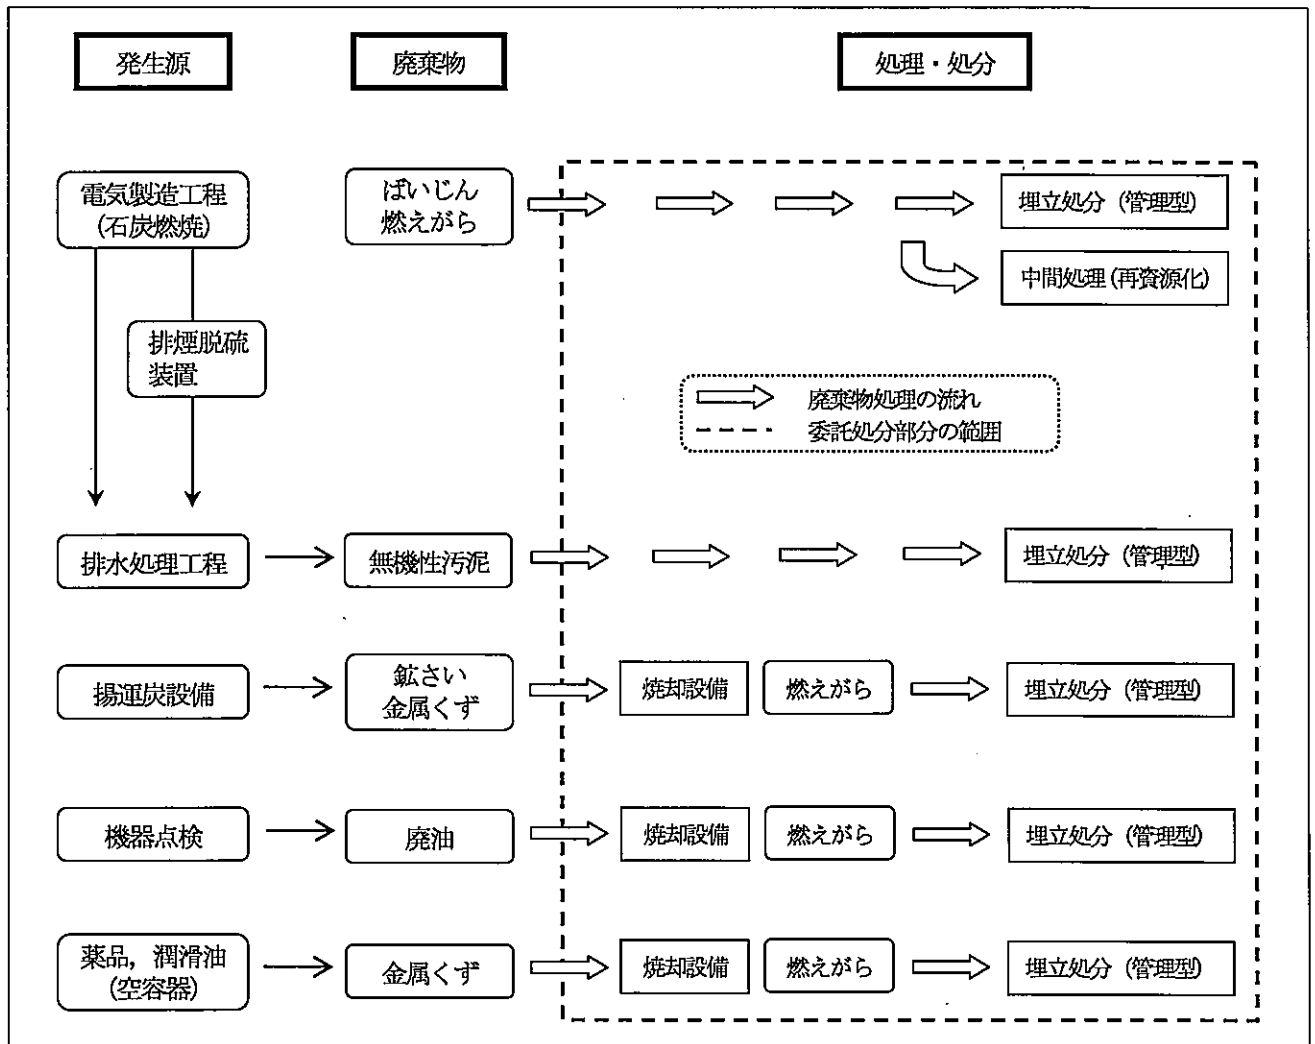 発生源
廃棄物
処理・処分
電気製造工程
(石炭燃焼)
ばいじん
燃えがら
埋立処分 (管理型)
中間処理 (再資源化)
排煙脱硫
装置
廃棄物処理の流れ
委託処分部分の範囲
排水処理工程
無機性汚泥
埋立処分 (管理型)
揚運炭設備
鉱さい
金属くず
焼却設備
燃えがら
埋立処分 (管理型)
機器点検
廃油
焼却設備
燃えがら
埋立処分 (管理型)
薬品，潤滑油
(空容器)
金属くず
焼却設備
燃えがら
埋立処分 (管理型)